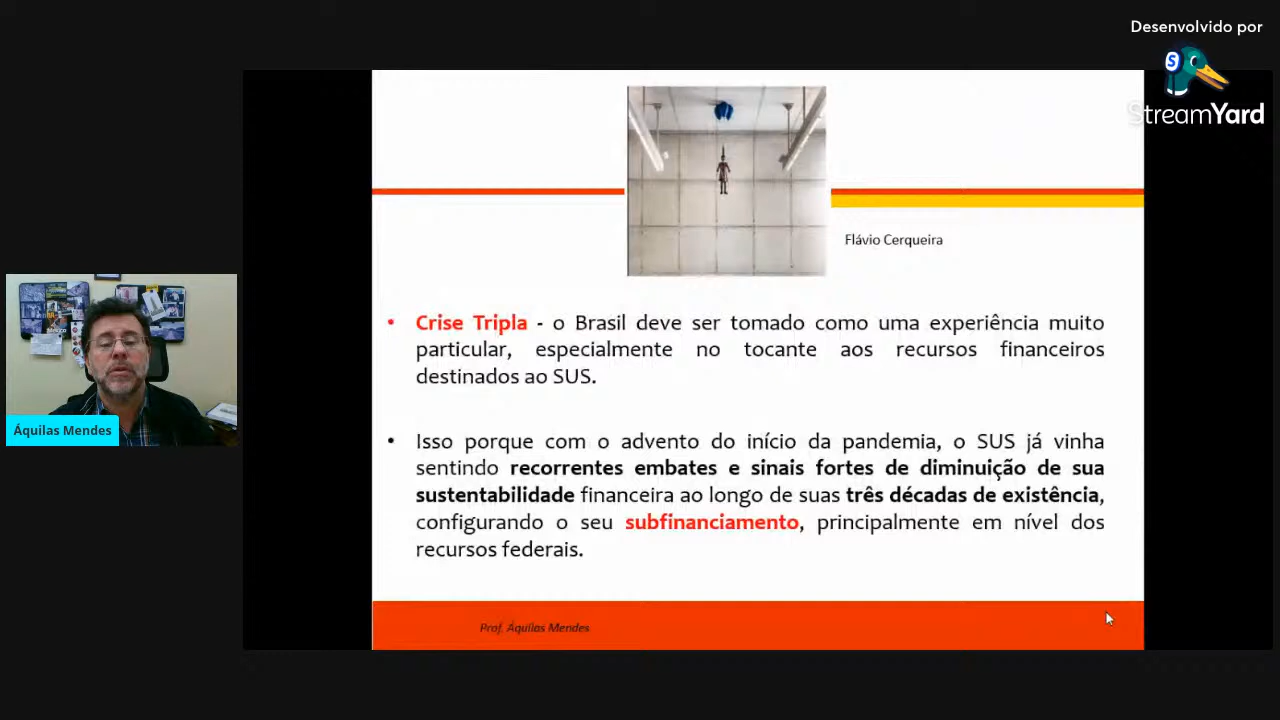 Desenvolvido por
StreamYard
Flávio Cerqueira
• Crise Tripla - o Brasil deve ser tomado como uma experiência muito
particular, especialmente no tocante aos recursos financeiros
destinados ao SUS.
• Isso porque com o advento do início da pandemia, o SUS já vinha
sentindo recorrentes embates e sinais fortes de diminuição de sua
sustentabilidade financeira ao longo de suas três décadas de existência,
configurando o seu subfinanciamento, principalmente em nível dos
recursos federais.
Áquilas Mendes
Prof. Áquilas Mendes